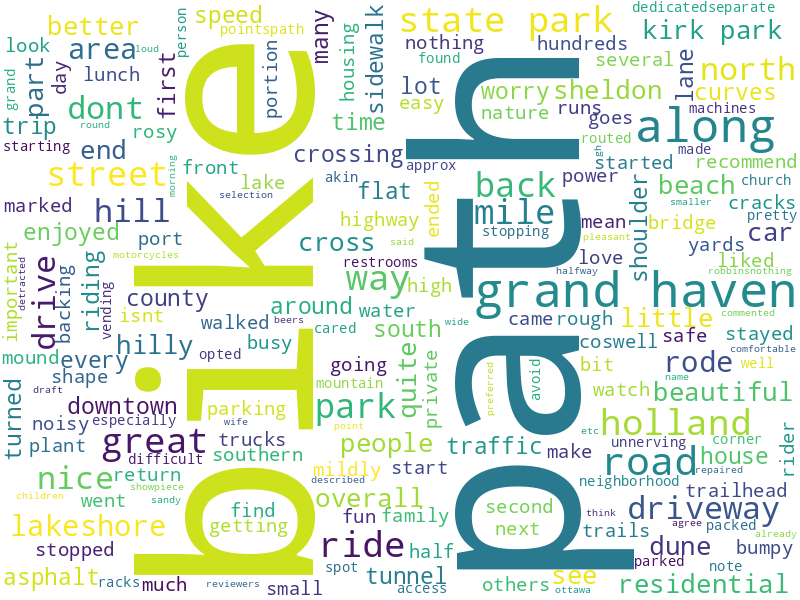 dedicatedseparate
better
speed
pointspath
many
person
state park
kirk park
look
loud
area
nothing
hundreds
found
several
grand
part
day
lunch
first
portion
housing
sidewalk
lot
easy
worry
sheldon
nature
runs
lane
north
curves
machines
dont
trip
round
rosy
time
goes
routed
along
made
starting
end
front
crossing
approx
gh
started
recommend
street
morning
lake
akin
flat
back
power
beach
church
smaller
marked
hill
selection
highway
ended
mile
mean
shoulder
cracks
pretty
enjoyed
port
cross
said
stopping
pleasant
bridge
car
yards
important
detracted
drive
backing
riding
motorcycles
restrooms
way
high
love
halfway
liked
robbinsnothing
vending
county
isnt
around
water
grand haven
bike
path
walked
beers
cared
south
wide
came
rough
little
commented
mound
every
hilly
opted
busy
quite
private
coswell
safe
stayed
comfortable
shape
going
mountain
preferred
avoid
bit
rode
name
well
turned
draft
downtown
parking
park
watch
beautiful
noisy
especially
wife
point
holland
etc
corner
plant
great
trucks
people
traffic
make
unnerving
road
house
rider
difficult
southern
mildly
start
repaired
nice
return
showpiece
described
neighborhood
children
went
sandy
find
overall
second
trailhead
lakeshore
getting
fun
family
next
think
driveway
trails
agree
packed
already
stopped
half
dune
bumpy
asphalt
racks
much
reviewers
small
spot
tunnel
access
others
see
ottawa
parked
note
residential